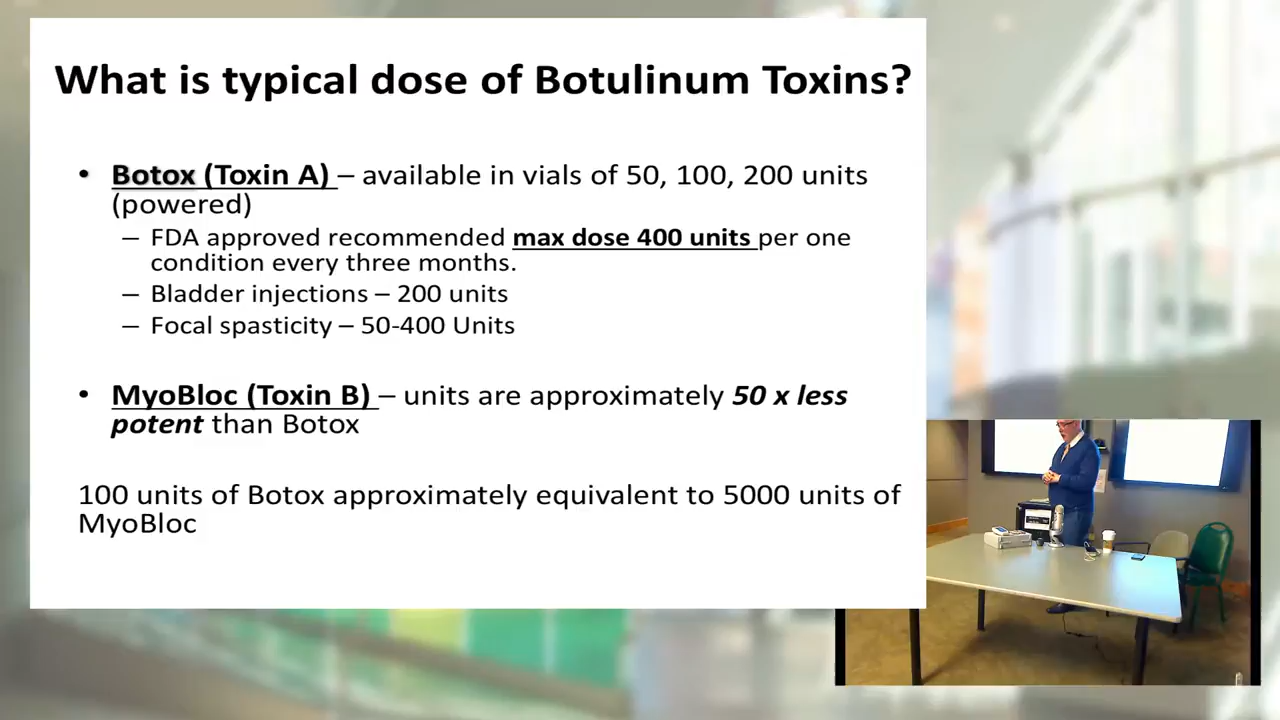 What is typical dose of Botulinum Toxins?
• Botox (Toxin A) – available in vials of 50, 100, 200 units
(powered)
– FDA approved recommended max dose 400 units per one
condition every three months.
– Bladder injections – 200 units
– Focal spasticity – 50-400 Units
• MyoBloc (Toxin B) – units are approximately 50 x less
potent than Botox
100 units of Botox approximately equivalent to 5000 units of
MyoBloc